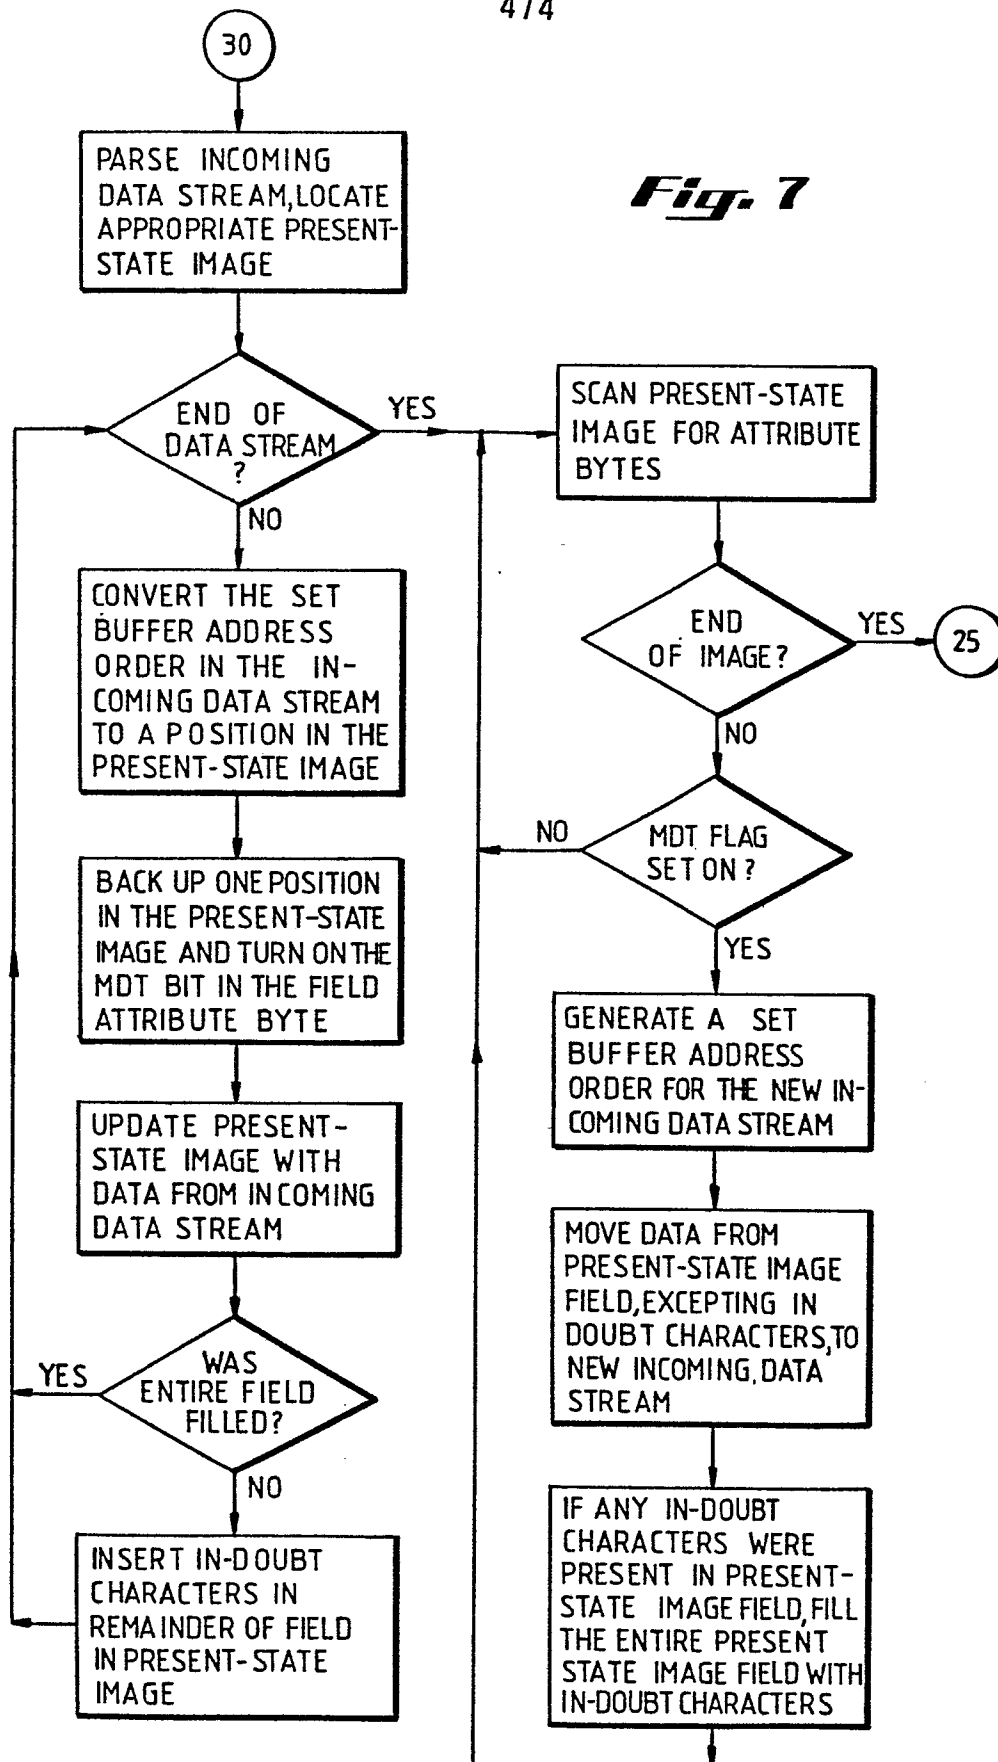 4/4
30
Fig. 7
PARSE INCOMING
DATA STREAM, LOCATE
APPROPRIATE PRESENT-
STATE IMAGE
END OF
DATA STREAM
?
YES
NO
CONVERT THE SET
BUFFER ADDRESS
ORDER IN THE IN-
COMING DATA STREAM
TO A POSITION IN THE
PRESENT-STATE IMAGE
BACK UP ONE POSITION
IN THE PRESENT-STATE
IMAGE AND TURN ON THE
MDT BIT IN THE FIELD
ATTRIBUTE BYTE
UPDATE PRESENT-
STATE IMAGE WITH
DATA FROM INCOMING
DATA STREAM
WAS
ENTIRE FIELD
FILLED?
YES
NO
INSERT IN-DOUBT
CHARACTERS IN
REMAINDER OF FIELD
IN PRESENT-STATE
IMAGE
SCAN PRESENT-STATE
IMAGE FOR ATTRIBUTE
BYTES
END
OF IMAGE?
YES
25
NO
MDT FLAG
SET ON?
NO
YES
GENERATE A SET
BUFFER ADDRESS
ORDER FOR THE NEW IN-
COMING DATA STREAM
MOVE DATA FROM
PRESENT-STATE IMAGE
FIELD, EXCEPTING IN
DOUBT CHARACTERS, TO
NEW INCOMING, DATA
STREAM
IF ANY IN-DOUBT
CHARACTERS WERE
PRESENT IN PRESENT-
STATE IMAGE FIELD, FILL
THE ENTIRE PRESENT
STATE IMAGE FIELD WITH
IN-DOUBT CHARACTERS